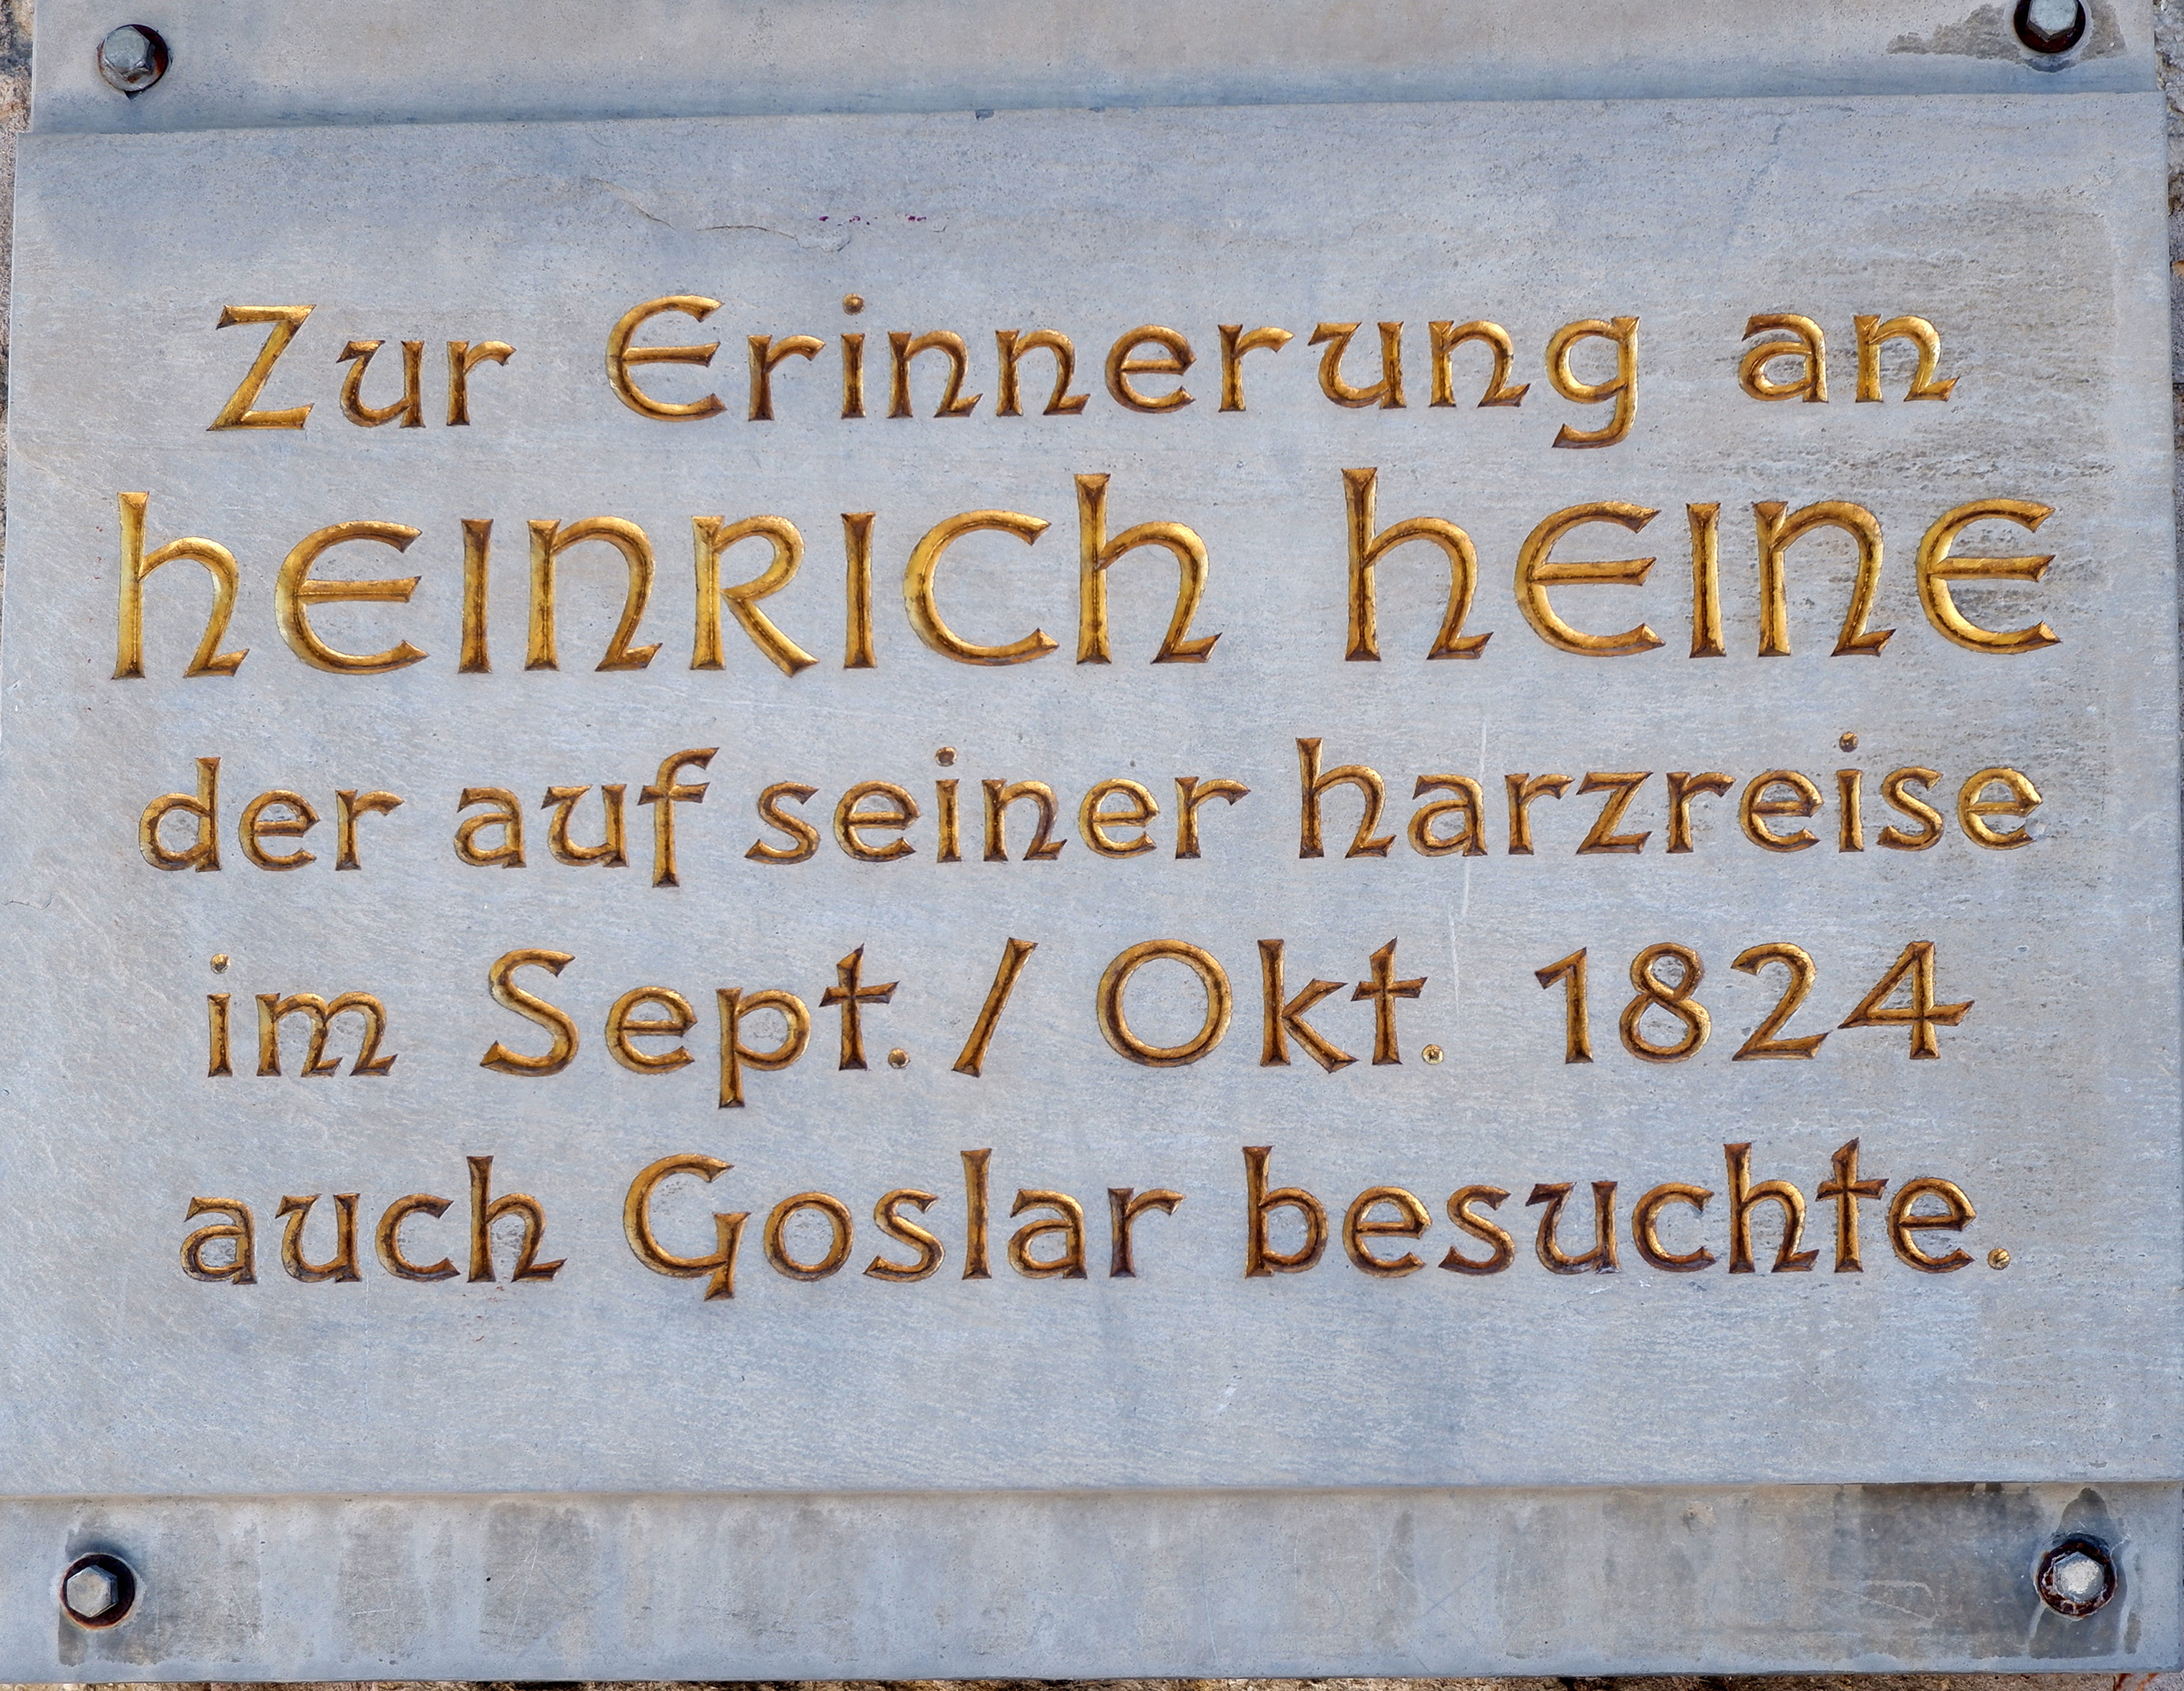 Zur Erinnerung an
HEINRICH HEINE
der auf seiner harzreise
im Sept. / Okt. 1824
auch Goslar besuchte.